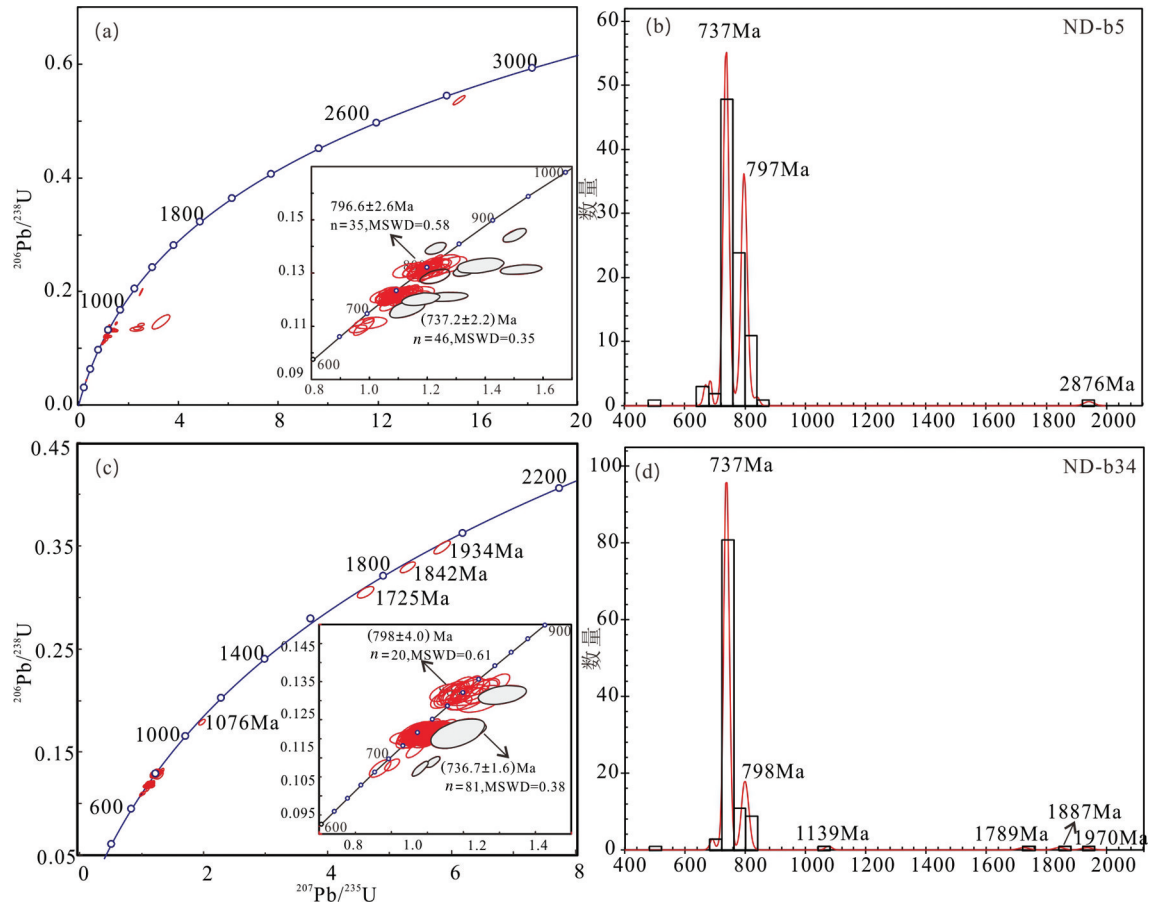 (a)
0.6
0.4
0.2
0.0
²⁰⁶Pb/²³⁸U
1000
1800
2600
3000
0 4 8 12 16 20
0.15
0.13
0.11
0.09
796.6±2.6Ma
n=35,MSWD=0.58
(737.2±2.2) Ma
n=46,MSWD=0.35
600
700
900
1000
0.8 1.0 1.2 1.4 1.6
(b)
ND-b5
数量
60
50
40
30
20
10
0
737Ma
797Ma
2876Ma
400 600 800 1000 1200 1400 1600 1800 2000
(c)
0.45
0.35
0.25
0.15
0.05
²⁰⁶Pb/²³⁸U
600
1000
1400
1800
2200
1934Ma
1842Ma
1725Ma
1076Ma
0 2 4 6 8
²⁰⁷Pb/²³⁵U
0.145
0.135
0.125
0.115
0.105
0.095
(798±4.0) Ma
n=20,MSWD=0.61
(736.7±1.6)Ma
n=81,MSWD=0.38
600
700
900
0.8 1.0 1.2 1.4
(d)
ND-b34
数量
100
80
60
40
20
0
737Ma
798Ma
1139Ma
1789Ma
1887Ma
1970Ma
400 600 800 1000 1200 1400 1600 1800 2000